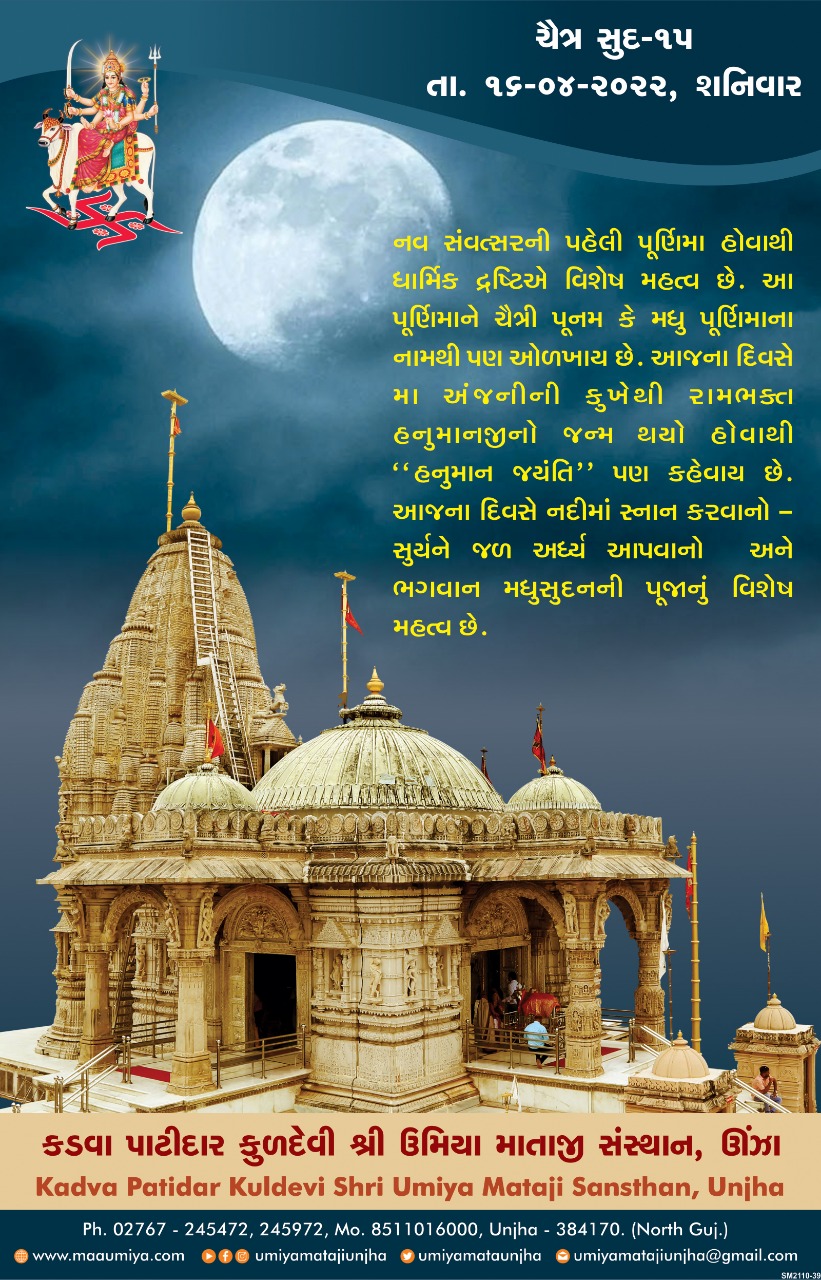 ચૈત્ર સુદ-૧૫
તા. ૧૬-૦૪-૨૦૨૨, શનિવાર
નવ સંવત્સરની પહેલી પૂર્ણિમા હોવાથી
ધાર્મિક દ્રષ્ટિએ વિશેષ મહત્વ છે. આ
પૂર્ણિમાને ચૈત્રી પૂનમ કે મધુ પૂર્ણિમાના
નામથી પણ ઓળખાય છે. આજના દિવસે
મા અંજનીની કુખેથી રામભક્ત
હનુમાનજીનો જન્મ થયો હોવાથી
‘‘હનુમાન જયંતિ’’ પણ કહેવાય છે.
આજના દિવસે નદીમાં સ્નાન કરવાનો –
સુર્યને જળ અર્ધ્ય આપવાનો અને
ભગવાન મધુસુદનની પૂજાનું વિશેષ
મહત્વ છે.
કડવા પાટીદાર કુળદેવી શ્રી ઉમિયા માતાજી સંસ્થાન, ઊંઝા
Kadva Patidar Kuldevi Shri Umiya Mataji Sansthan, Unjha
Ph. 02767 - 245472, 245972, Mo. 8511016000, Unjha - 384170. (North Guj.)
www.maaumiya.com umiyamatajiunjha umiyamataunjha umiyamatajiunjha@gmail.com
SM2110-39